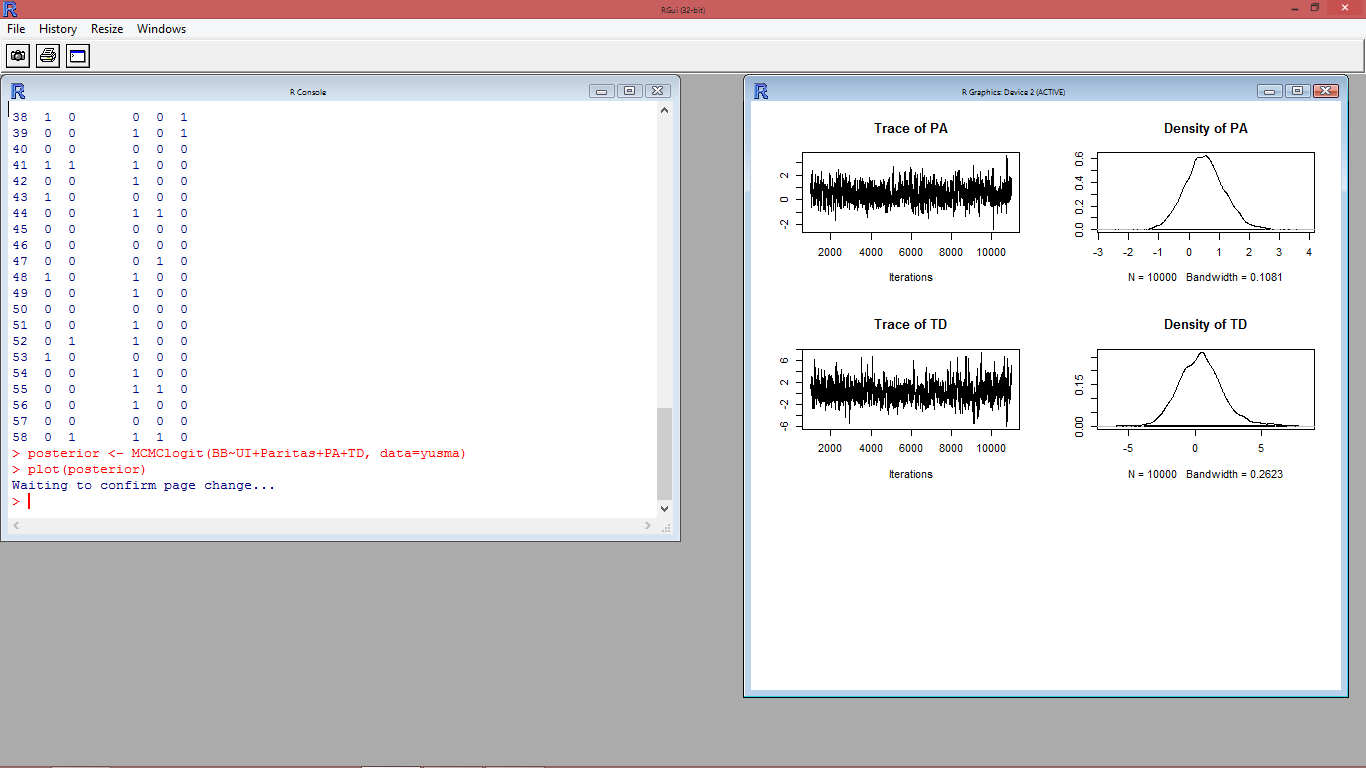 RGui (32-bit)
File History Resize Windows
R Console
38 1 0 0 0 1
39 0 0 1 0 1
40 0 0 0 0 0
41 1 1 1 0 0
42 0 0 1 0 0
43 1 0 0 0 0
44 0 0 1 1 0
45 0 0 0 0 0
46 0 0 0 0 0
47 0 0 0 1 0
48 1 0 1 0 0
49 0 0 1 0 0
50 0 0 0 0 0
51 0 0 1 0 0
52 0 1 1 0 0
53 1 0 0 0 0
54 0 0 1 0 0
55 0 0 1 1 0
56 0 0 1 0 0
57 0 0 0 0 0
58 0 1 1 1 0
> posterior <- MCMClogit(BB~UI+Paritas+PA+TD, data=yusma)
> plot(posterior)
Waiting to confirm page change...
>
R Graphics: Device 2 (ACTIVE)
Trace of PA
2
0
-2
2000 4000 6000 8000 10000
Iterations
Density of PA
0.6
0.4
0.2
0.0
-3 -2 -1 0 1 2 3 4
N = 10000 Bandwidth = 0.1081
Trace of TD
6
2
-2
-6
2000 4000 6000 8000 10000
Iterations
Density of TD
0.15
0.00
-5 0 5
N = 10000 Bandwidth = 0.2623